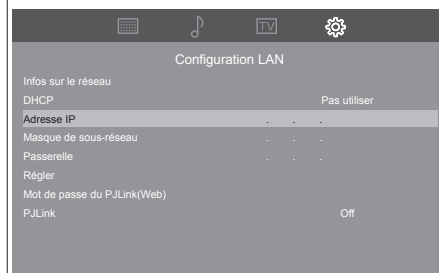 TV
Configuration LAN
Infos sur le réseau
DHCP Pas utiliser
Adresse IP . . .
Masque de sous-réseau . . .
Passerelle . . .
Régler
Mot de passe du PJLink(Web)
PJLink Off